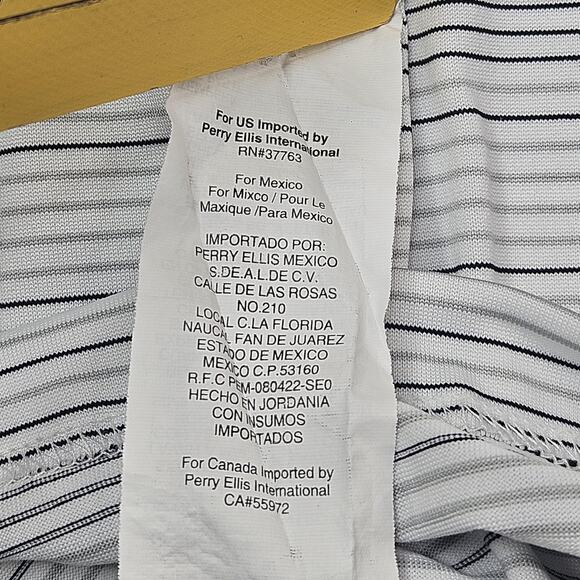 For US Imported by
Perry Ellis International
RN#37763
For Mexico
For Mixco / Pour Le
Maxique /Para Mexico
IMPORTADO POR:
PERRY ELLIS MEXICO
S.DE.A.L.DE C.V.
CALLE DE LAS ROSAS
NO.210
LOCAL C.LA FLORIDA
NAUCAL FAN DE JUAREZ
ESTADO DE MEXICO
MEXICO C.P.53160
R.F.C PEM-080422-SE0
HECHO EN JORDANIA
CON INSUMOS
IMPORTADOS
For Canada Imported by
Perry Ellis International
CA#55972